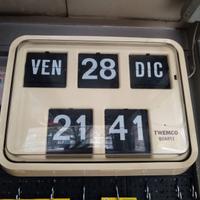 VEN 28 DIC
21 41
TWEMCO
QUARTZ